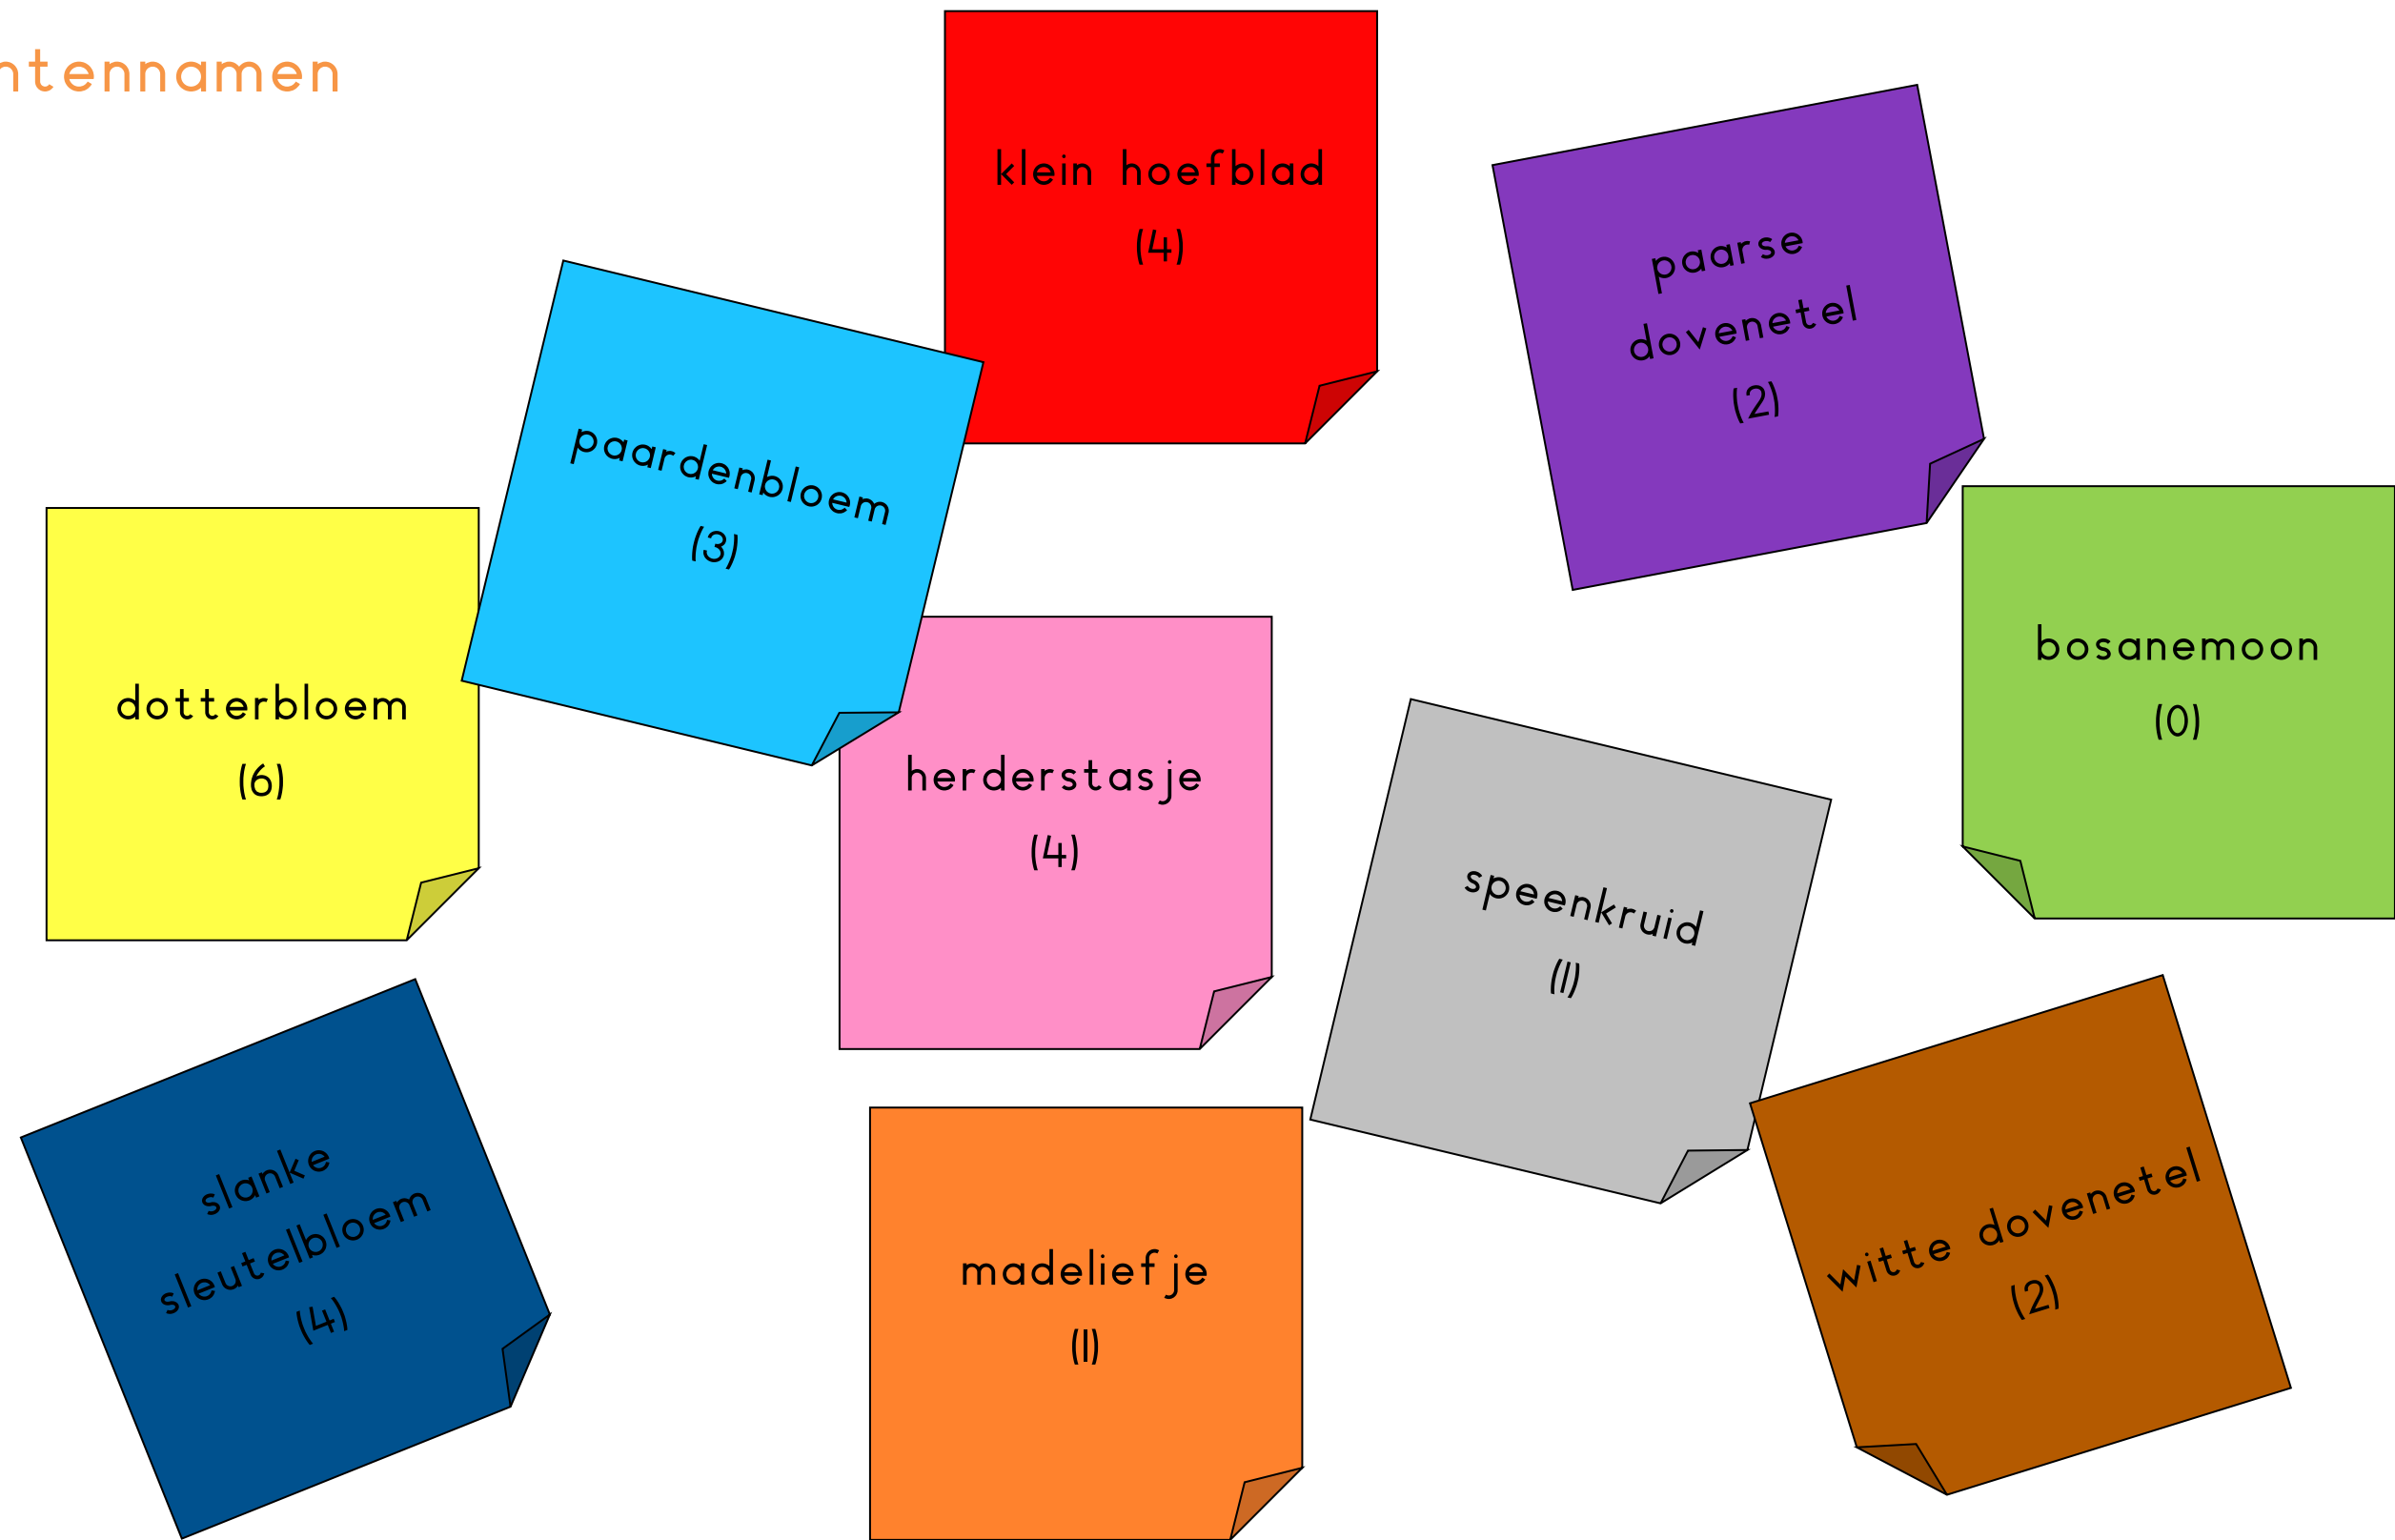 ntennamen
klein hoefblad
(4)
paarse
dovenetel
(2)
paardenbloem
(3)
bosanemoon
(0)
dotterbloem
(6)
herderstasje
(4)
speenkruid
(1)
slanke
sleutelbloem
(4)
madeliefje
(1)
witte dovenetel
(2)